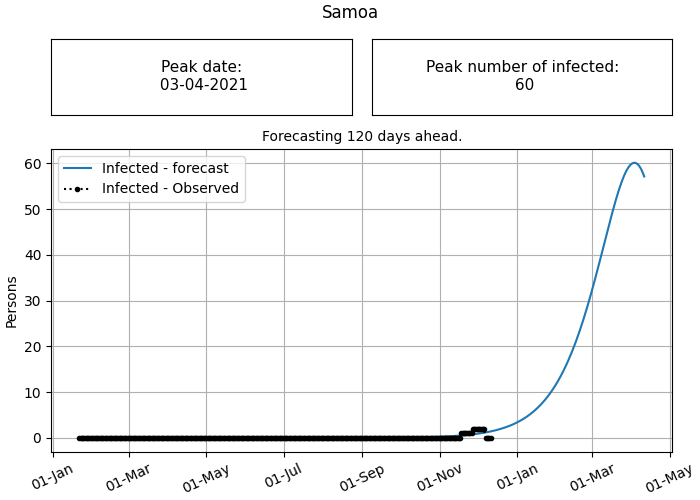 Samoa
Peak date:
03-04-2021
Peak number of infected:
60
Forecasting 120 days ahead.
Infected - forecast
Infected - Observed
Persons
60
50
40
30
20
10
0
01-Jan
01-Mar
01-May
01-Jul
01-Sep
01-Nov
01-Jan
01-Mar
01-May